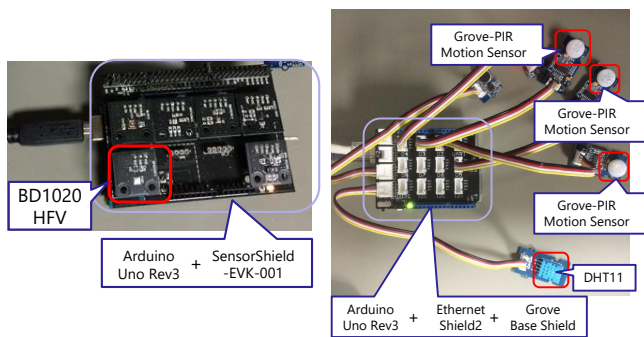 BD1020
HFV
Arduino
Uno Rev3
+
SensorShield
-EVK-001
Grove-PIR
Motion Sensor
Grove-PIR
Motion Sensor
Grove-PIR
Motion Sensor
DHT11
Arduino
Uno Rev3
+
Ethernet
Shield2
+
Grove
Base Shield